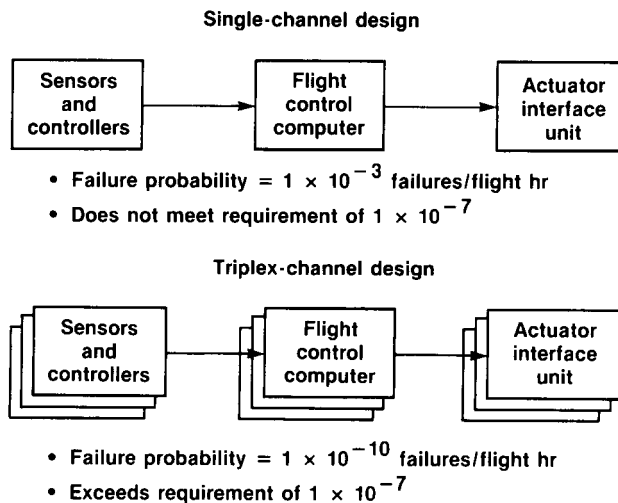 Single-channel design
Sensors
and
controllers
Flight
control
computer
Actuator
interface
unit
• Failure probability = 1 × 10⁻³ failures/flight hr
• Does not meet requirement of 1 × 10⁻⁷
Triplex-channel design
Sensors
and
controllers
Flight
control
computer
Actuator
interface
unit
• Failure probability = 1 × 10⁻¹⁰ failures/flight hr
• Exceeds requirement of 1 × 10⁻⁷